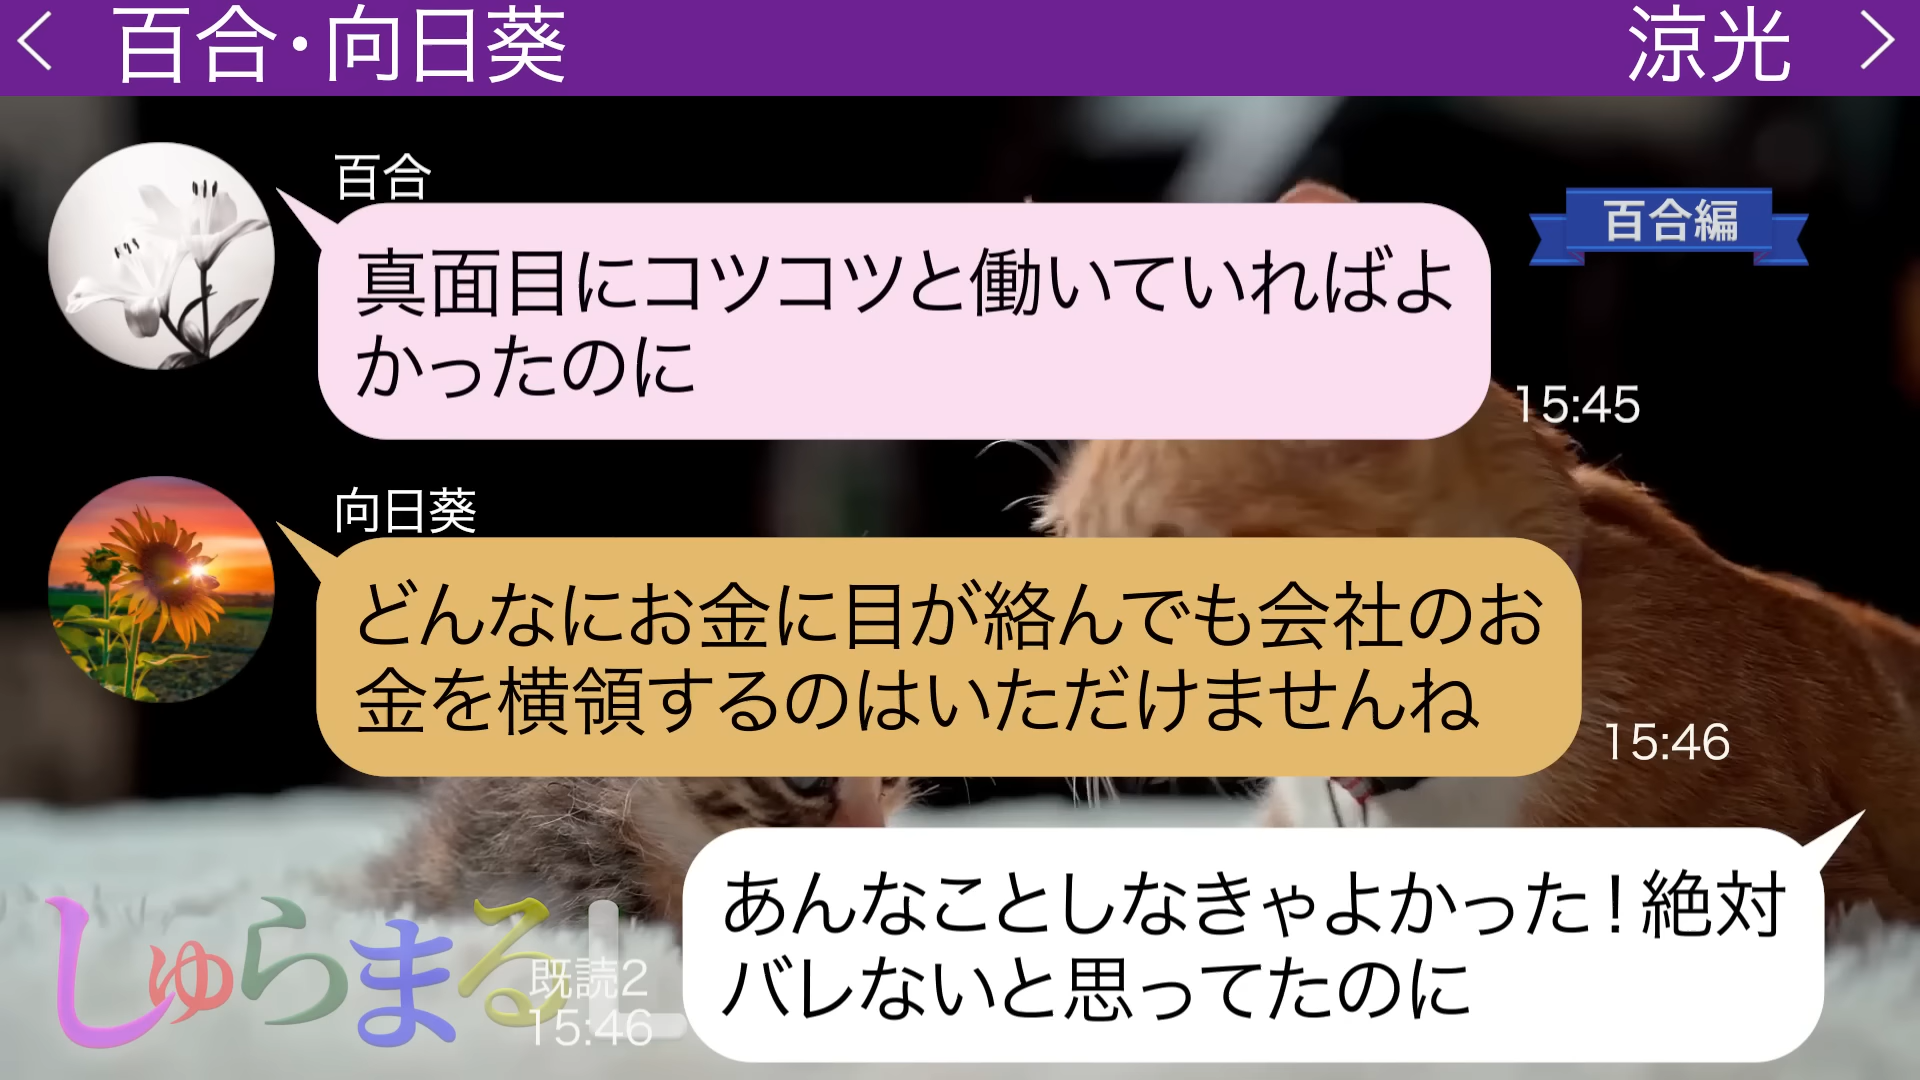 百合・向日葵
涼光
百合
百合編
真面目にコツコツと働いていればよ
かったのに
15:45
向日葵
どんなにお金に目が絡んでも会社のお
金を横領するのはいただけませんね
15:46
あんなことしなきゃよかった！絶対
バレないと思ってたのに
既読2
15:46
しゅらまる